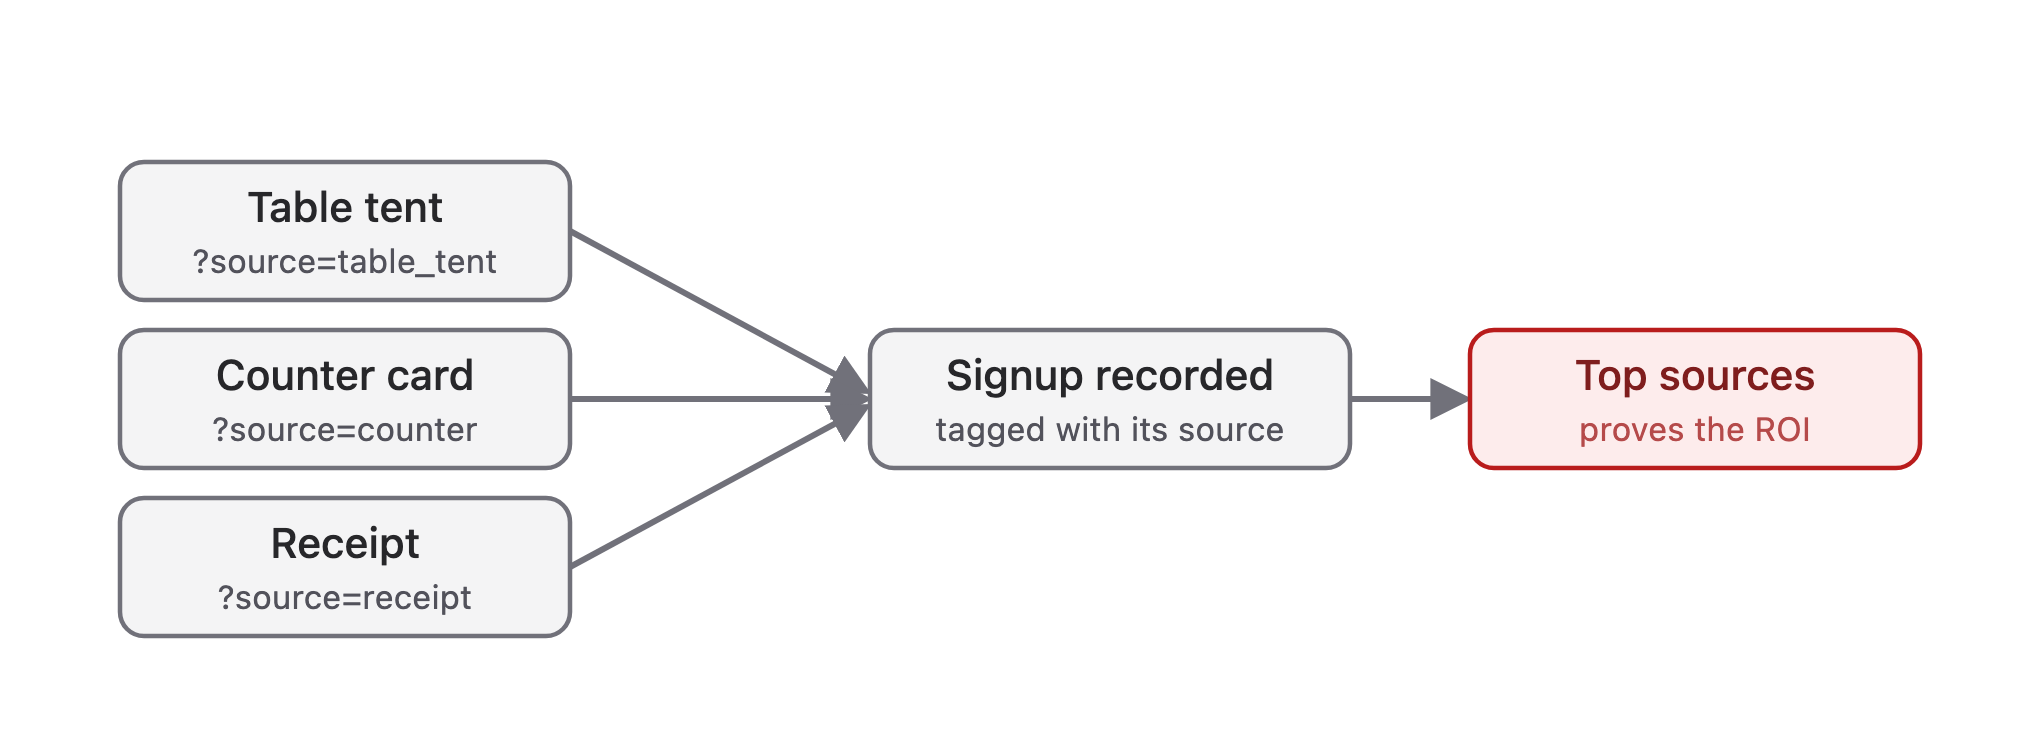 Table tent
?source=table_tent
Counter card
?source=counter
Receipt
?source=receipt
Signup recorded
tagged with its source
Top sources
proves the ROI